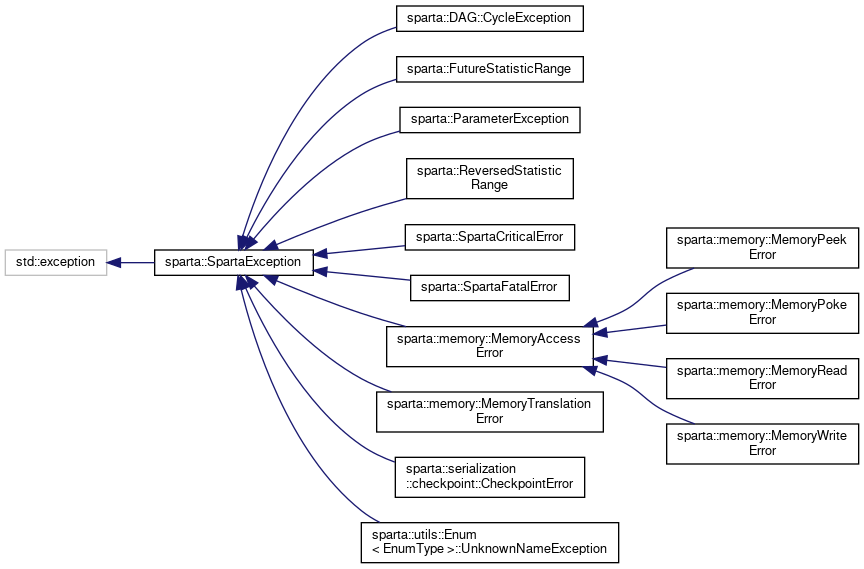 sparta::DAG::CycleException
sparta::FutureStatisticRange
sparta::ParameterException
sparta::ReversedStatistic
Range
sparta::SpartaCriticalError
std::exception
sparta::SpartaException
sparta::SpartaFatalError
sparta::memory::MemoryAccess
Error
sparta::memory::MemoryPeek
Error
sparta::memory::MemoryPoke
Error
sparta::memory::MemoryRead
Error
sparta::memory::MemoryWrite
Error
sparta::memory::MemoryTranslation
Error
sparta::serialization
::checkpoint::CheckpointError
sparta::utils::Enum
< EnumType >::UnknownNameException